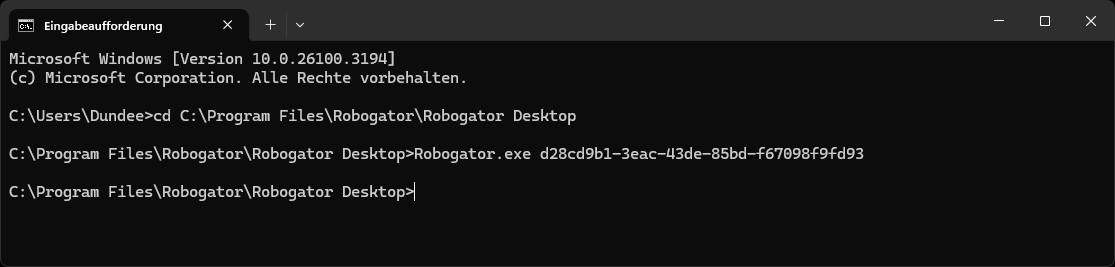 Eingabeaufforderung
Microsoft Windows [Version 10.0.26100.3194]
(c) Microsoft Corporation. Alle Rechte vorbehalten.
C:\Users\Dundee>cd C:\Program Files\Robogator\Robogator Desktop
C:\Program Files\Robogator\Robogator Desktop>Robogator.exe d28cd9b1-3eac-43de-85bd-f67098f9fd93
C:\Program Files\Robogator\Robogator Desktop>